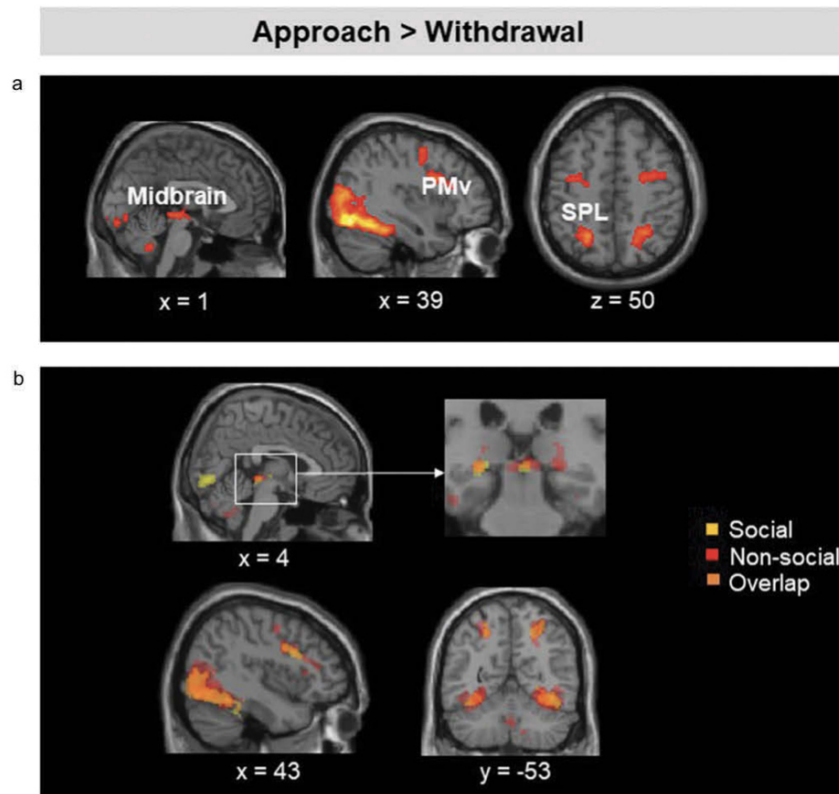 Approach > Withdrawal
a
Midbrain
PMv
SPL
x = 1
x = 39
z = 50
b
x = 4
Social
Non-social
Overlap
x = 43
y = -53